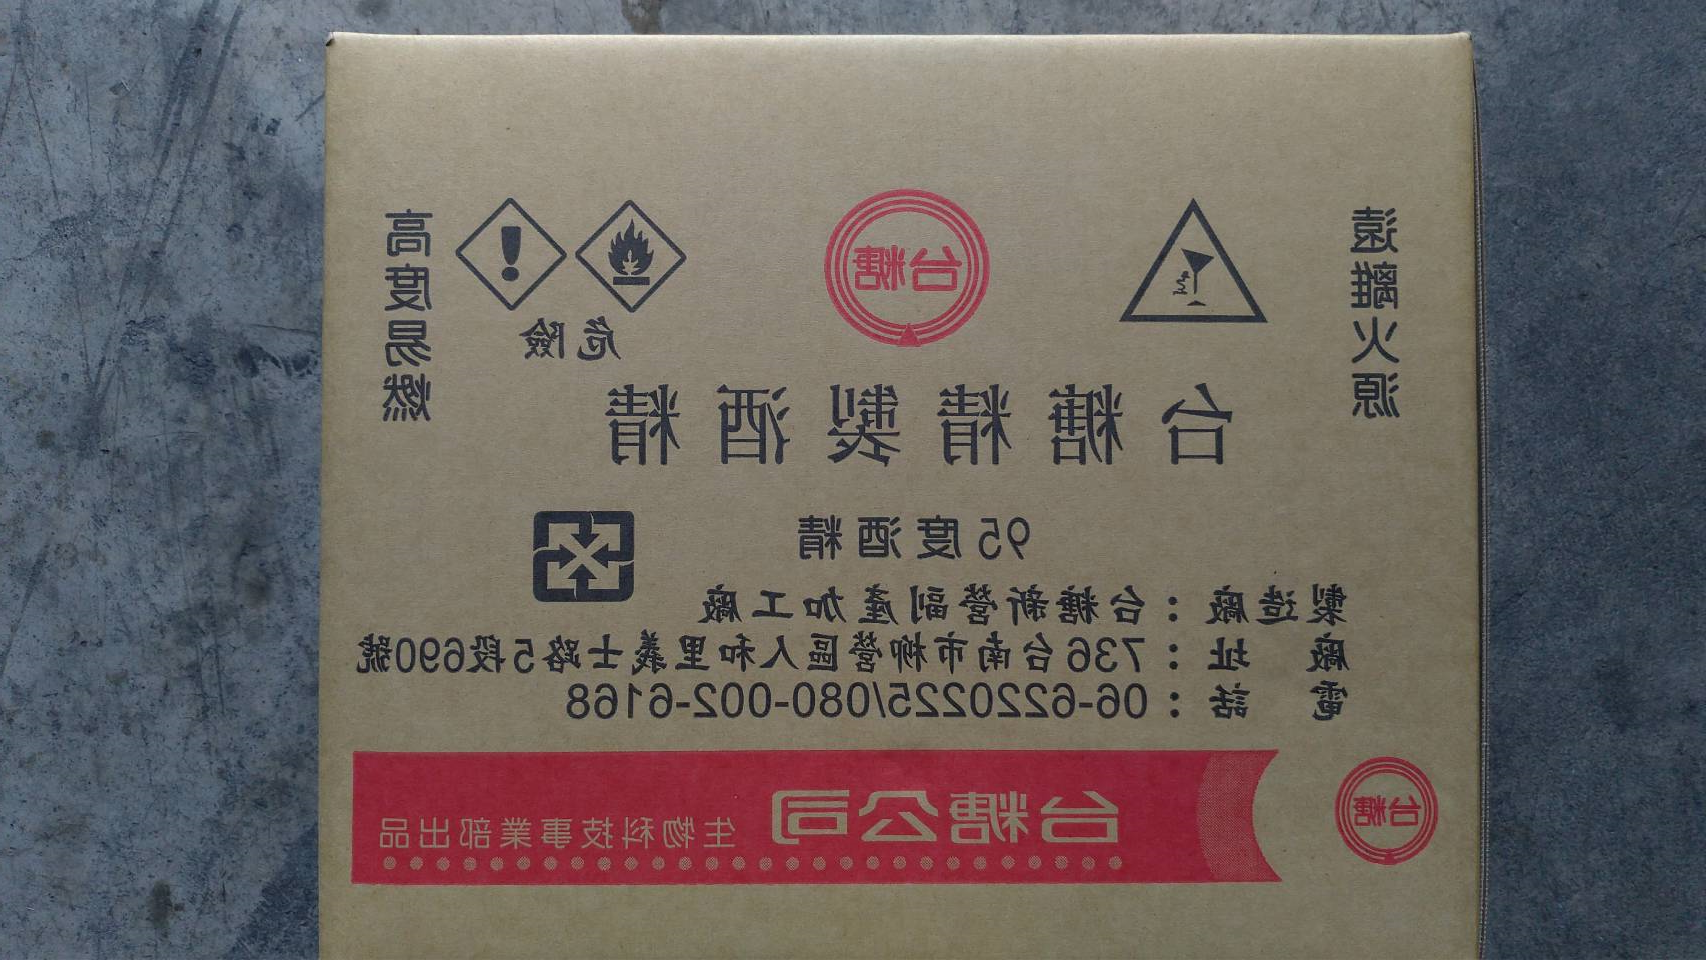 遠離火源
高度易燃
台糖
危險
台糖精製酒精
95度酒精
製造廠：台糖新營副產加工廠
廠 址：736台南市柳營區人和里義士路5段690號
電 話：06-6220225/080-002-6168
台糖
台糖公司 生物科技事業部出品